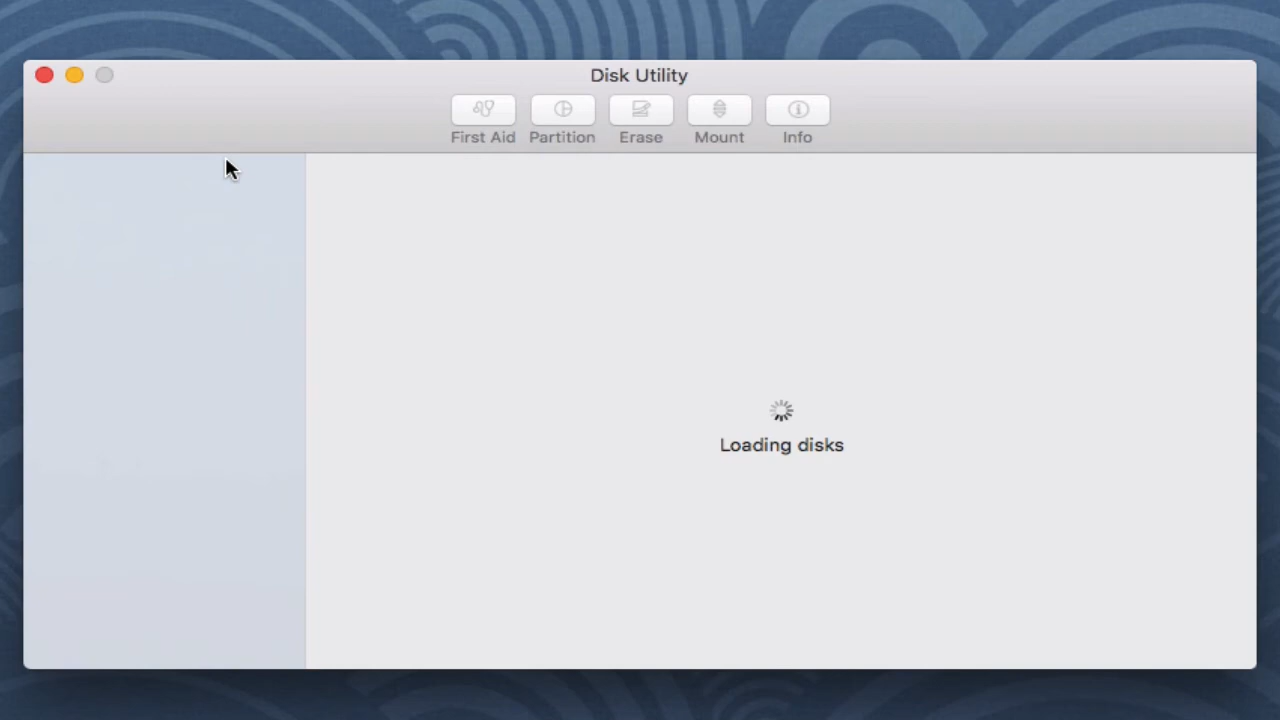 Disk Utility
First Aid
Partition
Erase
Mount
Info
Loading disks